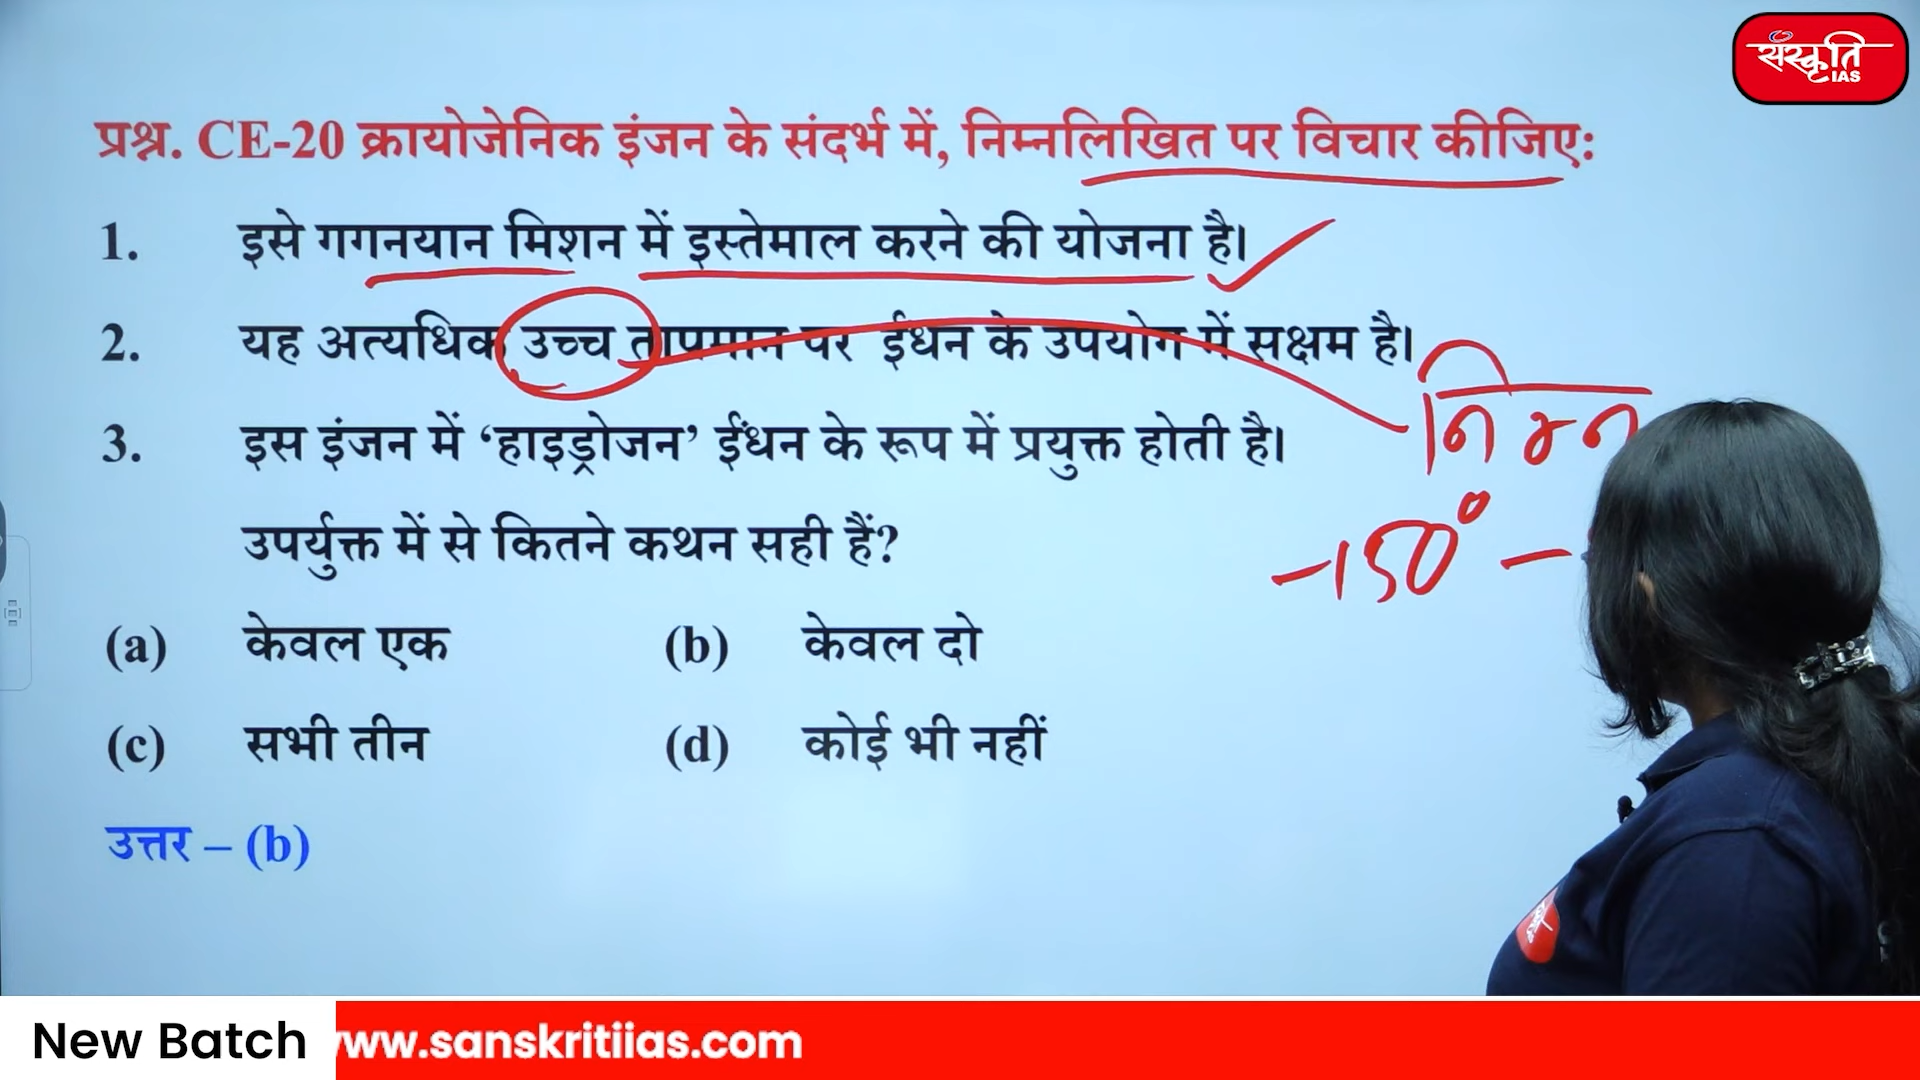 संस्कृति
IAS
प्रश्न. CE-20 क्रायोजेनिक इंजन के संदर्भ में, निम्नलिखित पर विचार कीजिए:
1. इसे गगनयान मिशन में इस्तेमाल करने की योजना है।
2. यह अत्यधिक उच्च तापमान पर ईधन के उपयोग में सक्षम है।
निम्न
3. इस इंजन में ‘हाइड्रोजन’ ईंधन के रूप में प्रयुक्त होती है।
उपर्युक्त में से कितने कथन सही हैं?
-150° –
(a) केवल एक (b) केवल दो
(c) सभी तीन (d) कोई भी नहीं
उत्तर – (b)
New Batch www.sanskritiias.com